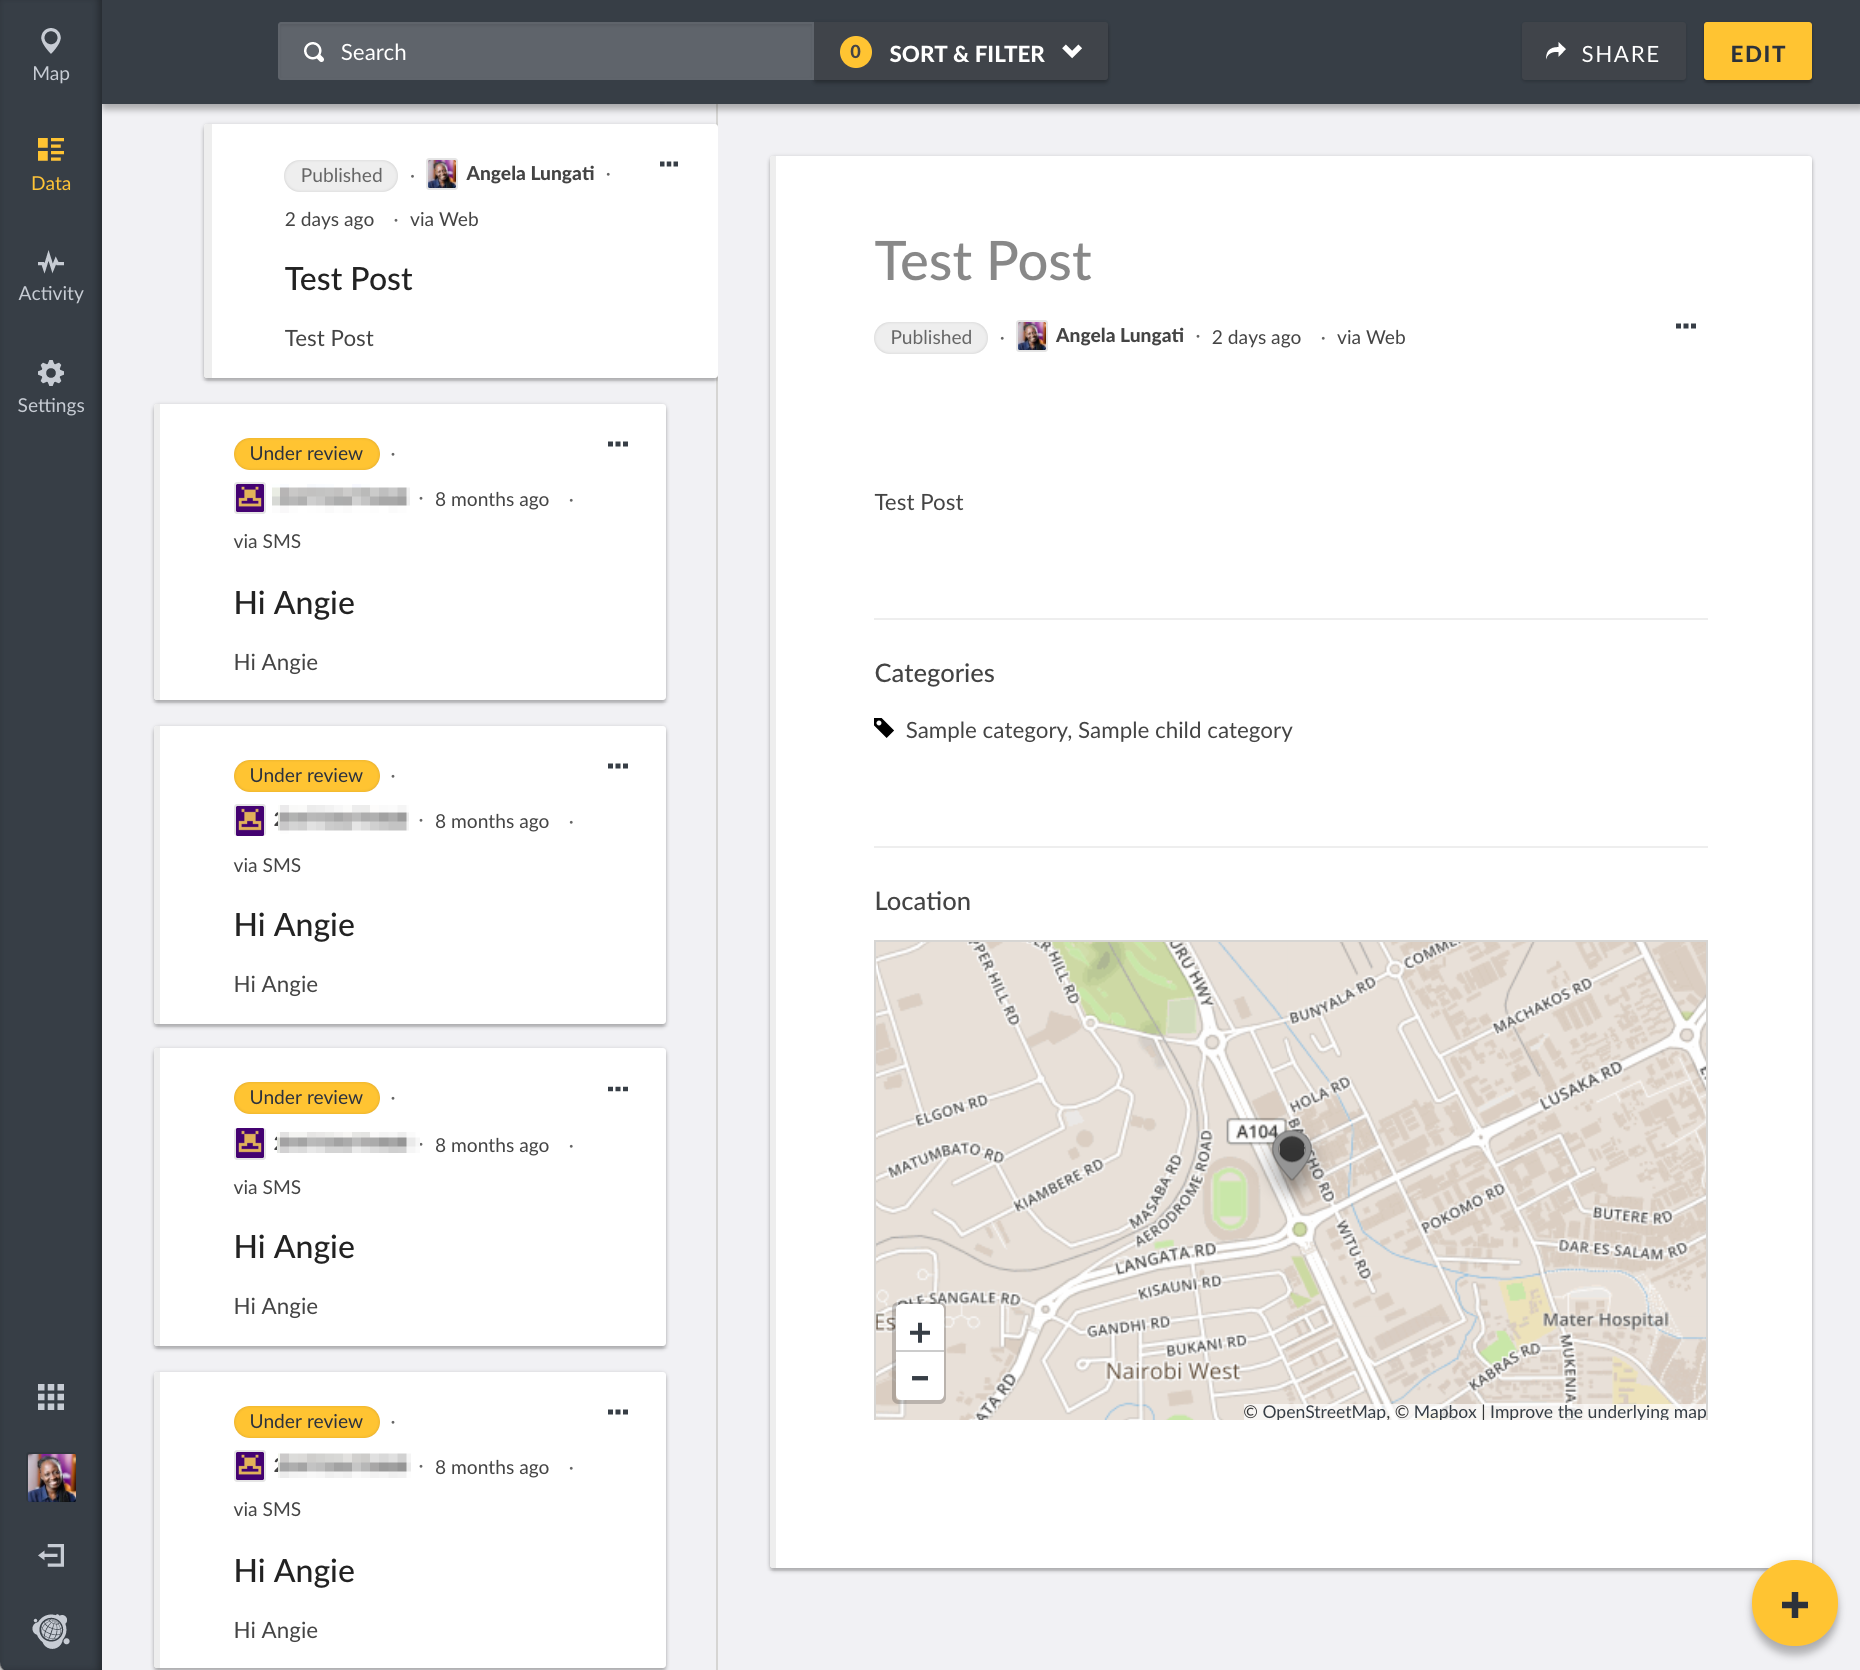 Map
Data
Activity
Settings
Search
0 SORT & FILTER
SHARE
EDIT
Published · Angela Lungati ·
2 days ago · via Web
Test Post
Test Post
Under review ·
· 8 months ago ·
via SMS
Hi Angie
Hi Angie
Under review ·
· 8 months ago ·
via SMS
Hi Angie
Hi Angie
Under review ·
· 8 months ago ·
via SMS
Hi Angie
Hi Angie
Under review ·
· 8 months ago ·
via SMS
Hi Angie
Hi Angie
Test Post
Published · Angela Lungati · 2 days ago · via Web
Test Post
Categories
Sample category, Sample child category
Location
COMME
BUNYALA RD
MACHAKOS RD
LUSAKA RD
HOLA RD
ELGON RD
A104
MATUMBATO RD
KIAMBERE RD
MASABA RD
AERODROME ROAD
POKOMO RD
BUTERE RD
WITU RD
DAR ES SALAM RD
LANGATA RD
KISAUNI RD
OLE SANGALE RD
GANDHI RD
BUKANI RD
Mater Hospital
KABRAS RD
MUKENIA
Nairobi West
+
−
© OpenStreetMap, © Mapbox | Improve the underlying map
+